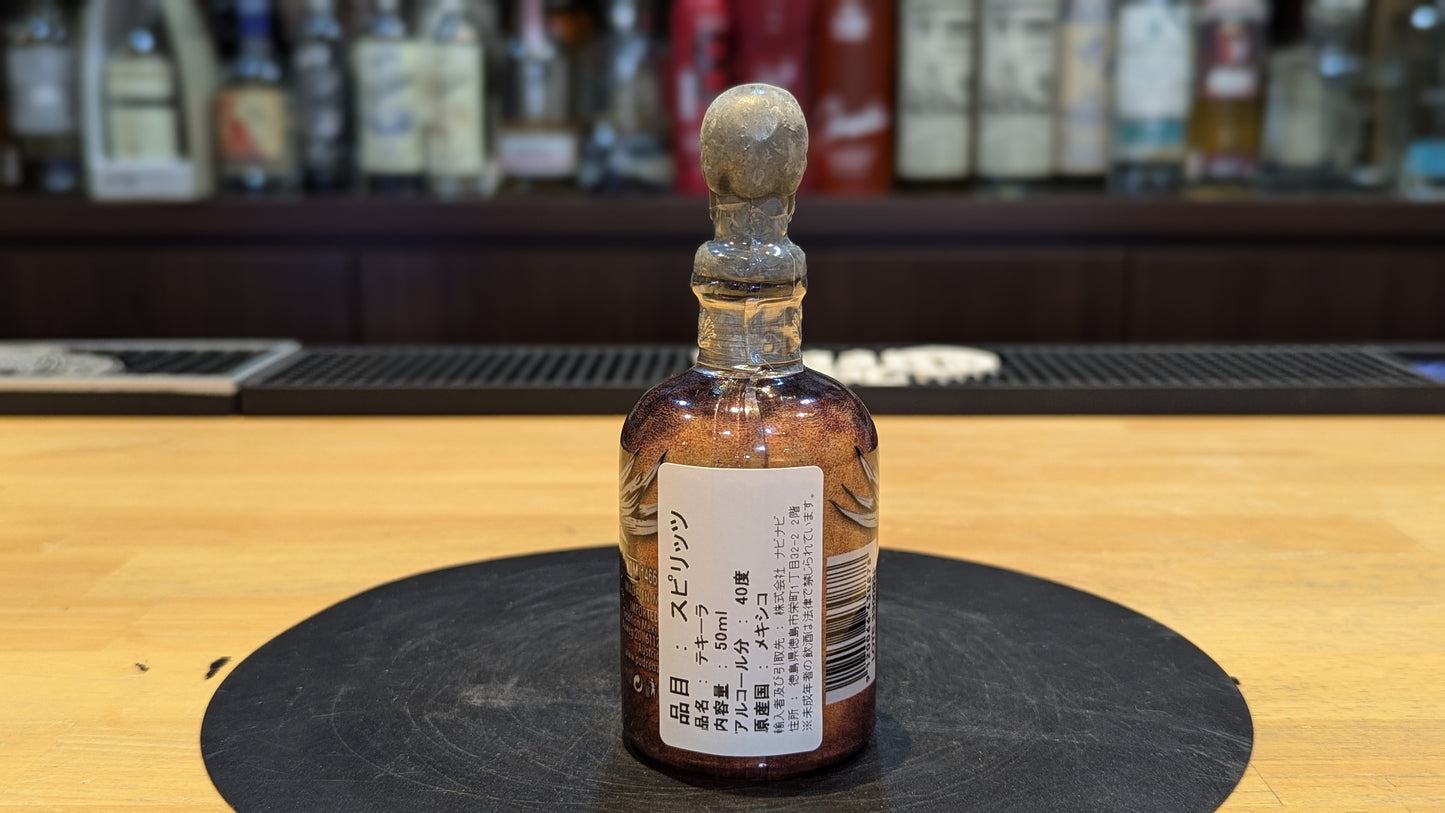 品目 : スピリッツ
品名 : テキーラ
内容量 : 50ml
アルコール分 : 40度
原産国 : メキシコ
輸入者及び引取先 : 株式会社 ナビナビ
住所 : 徳島県徳島市栄町1丁目32-2 2階
※未成年者の飲酒は法律で禁じられています。